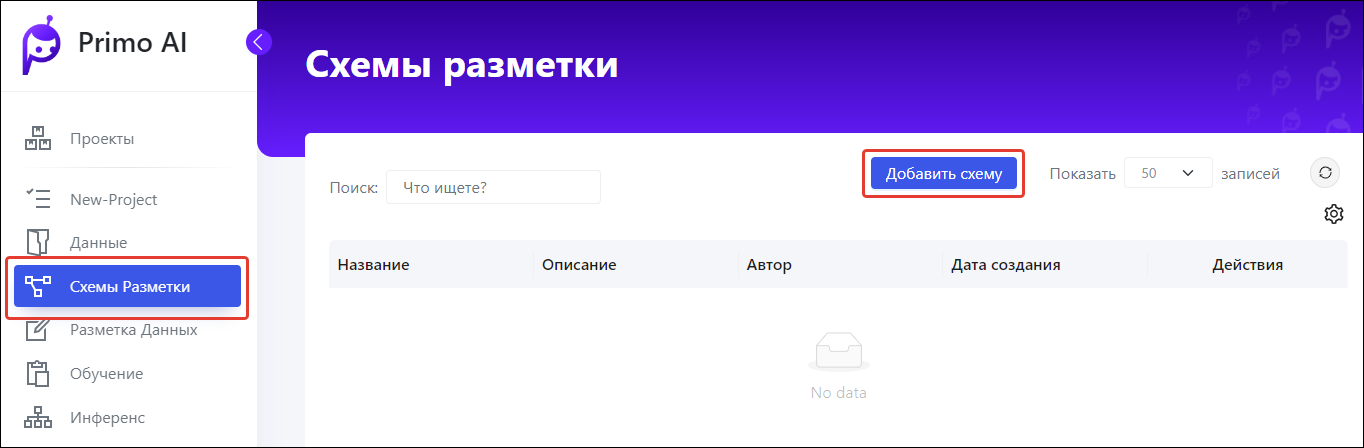 Primo AI
Схемы разметки
Проекты
New-Project
Данные
Схемы Разметки
Разметка Данных
Обучение
Инференс
Поиск: Что ищете? Добавить схему Показать 50 записей
Название Описание Автор Дата создания Действия
No data